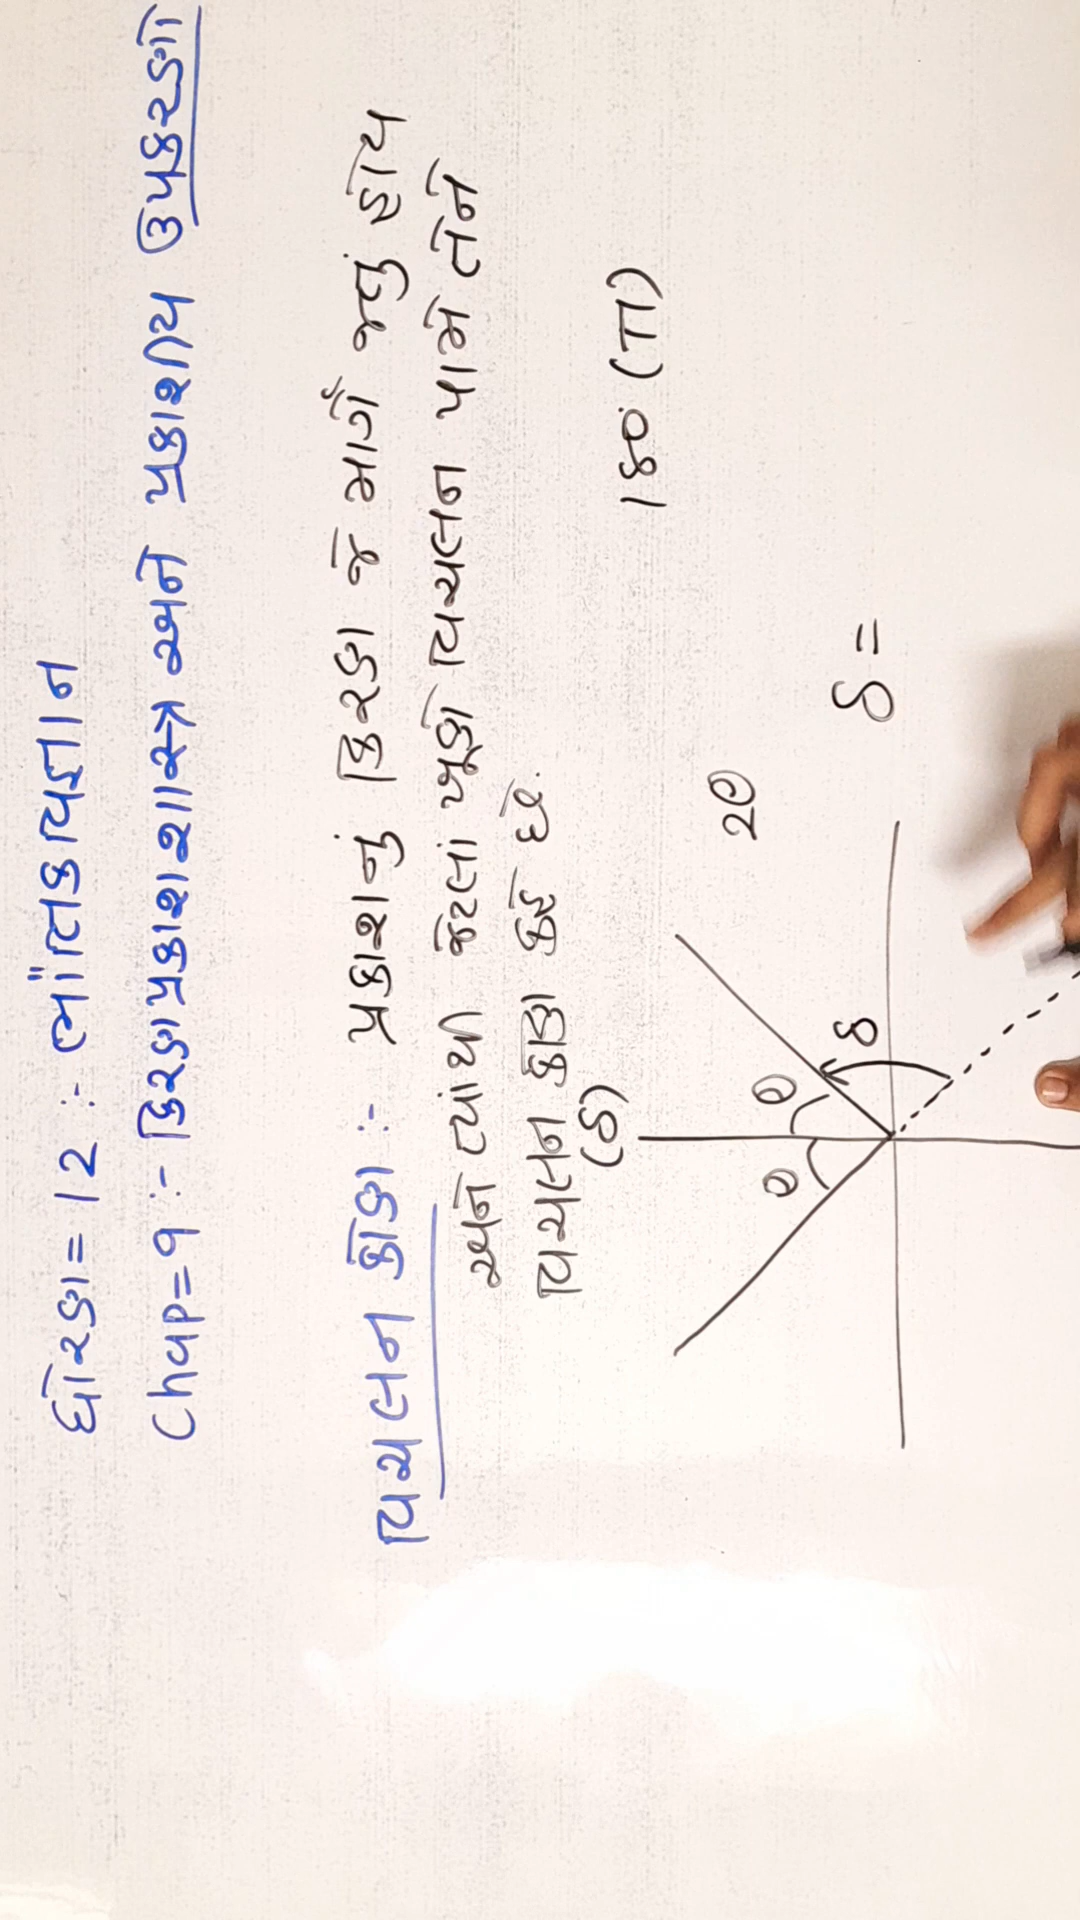 ધોરણ = 12 :- ભૌતિકવિજ્ઞાન
Chap = 9 :- કિરણપ્રકાશશાસ્ત્ર અને પ્રકાશીય ઉપકરણો
વિચલન કોણ :- પ્રકાશનું કિરણ જે માર્ગે જતું હોય
અને ત્યાંથી જેટલા ખૂણે વિચલન પામે તેને
વિચલન કોણ કહે છે.
(δ)
180 (π)
2θ
θ θ δ
δ =